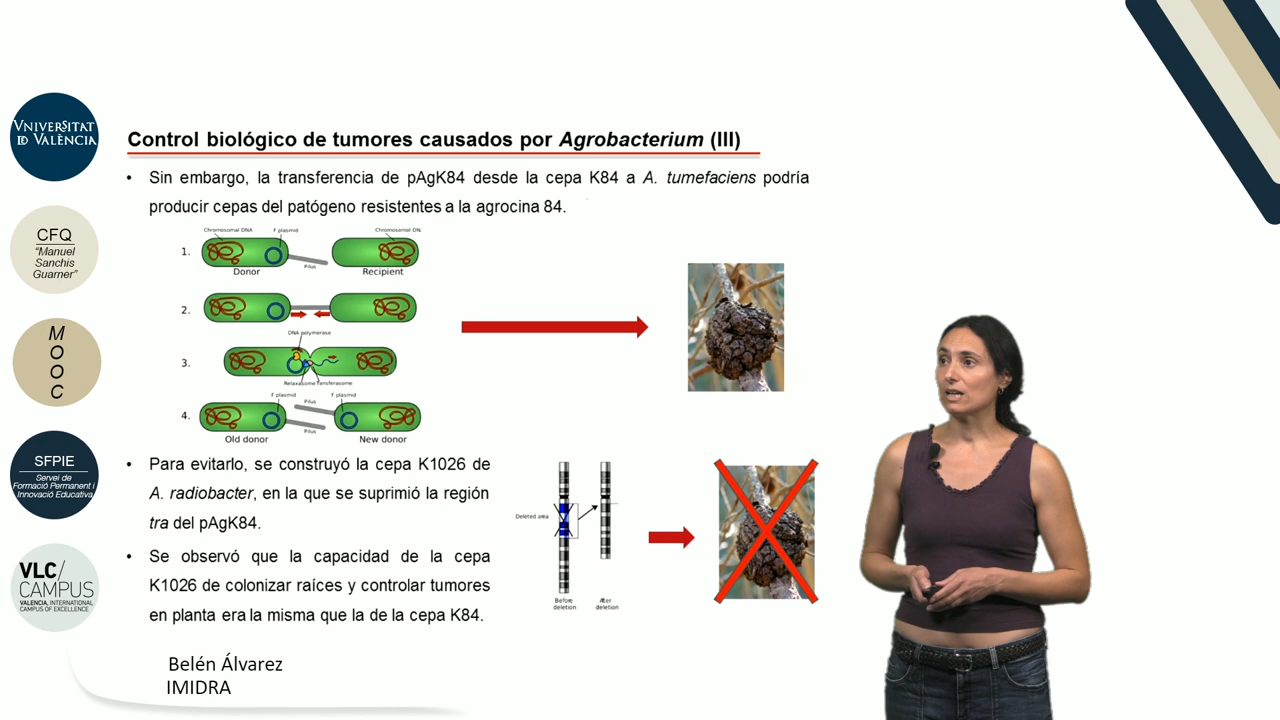 VNIVERSITAT
ID VALÈNCIA
CFQ
"Manuel
Sanchis
Guarner"
M
O
O
C
SFPIE
Servei de
Formació Permanent i
Innovació Educativa
VLC/
CAMPUS
VALENCIA, INTERNATIONAL
CAMPUS OF EXCELLENCE
Control biológico de tumores causados por Agrobacterium (III)
• Sin embargo, la transferencia de pAgK84 desde la cepa K84 a A. tumefaciens podría
producir cepas del patógeno resistentes a la agrocina 84.
Chromosomal DNA
F plasmid
Chromosomal DN
1.
Pilus
Donor
Recipient
2.
DNA polymerase
3.
Relaxasome
Transferasome
F plasmid
Pilus
F plasmid
4.
Pilus
Old donor
New donor
• Para evitarlo, se construyó la cepa K1026 de
A. radiobacter, en la que se suprimió la región
tra del pAgK84.
• Se observó que la capacidad de la cepa
K1026 de colonizar raíces y controlar tumores
en planta era la misma que la de la cepa K84.
Deleted area
Before
deletion
After
deletion
Belén Álvarez
IMIDRA